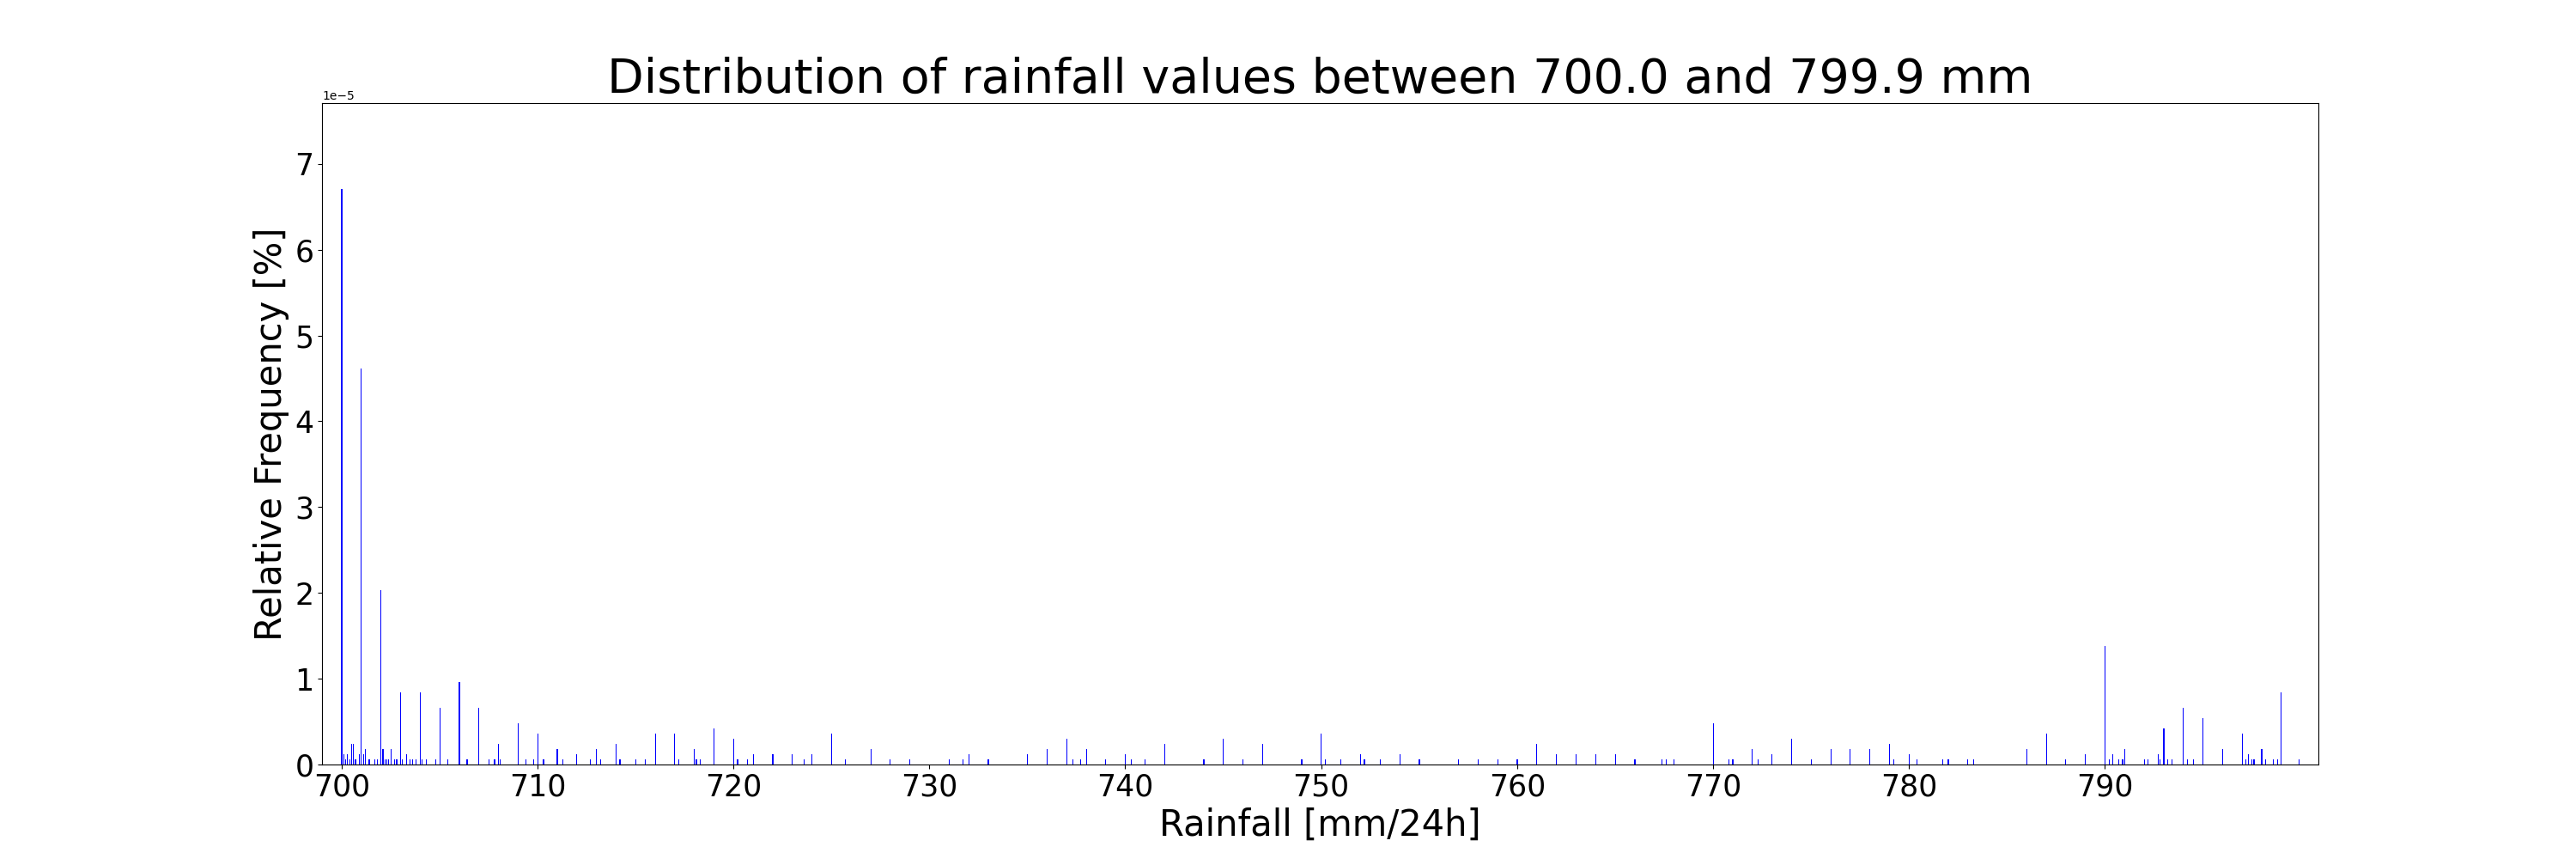 Distribution of rainfall values between 700.0 and 799.9 mm
1e−5
7
6
5
4
3
2
1
0
Relative Frequency [%]
700 710 720 730 740 750 760 770 780 790
Rainfall [mm/24h]